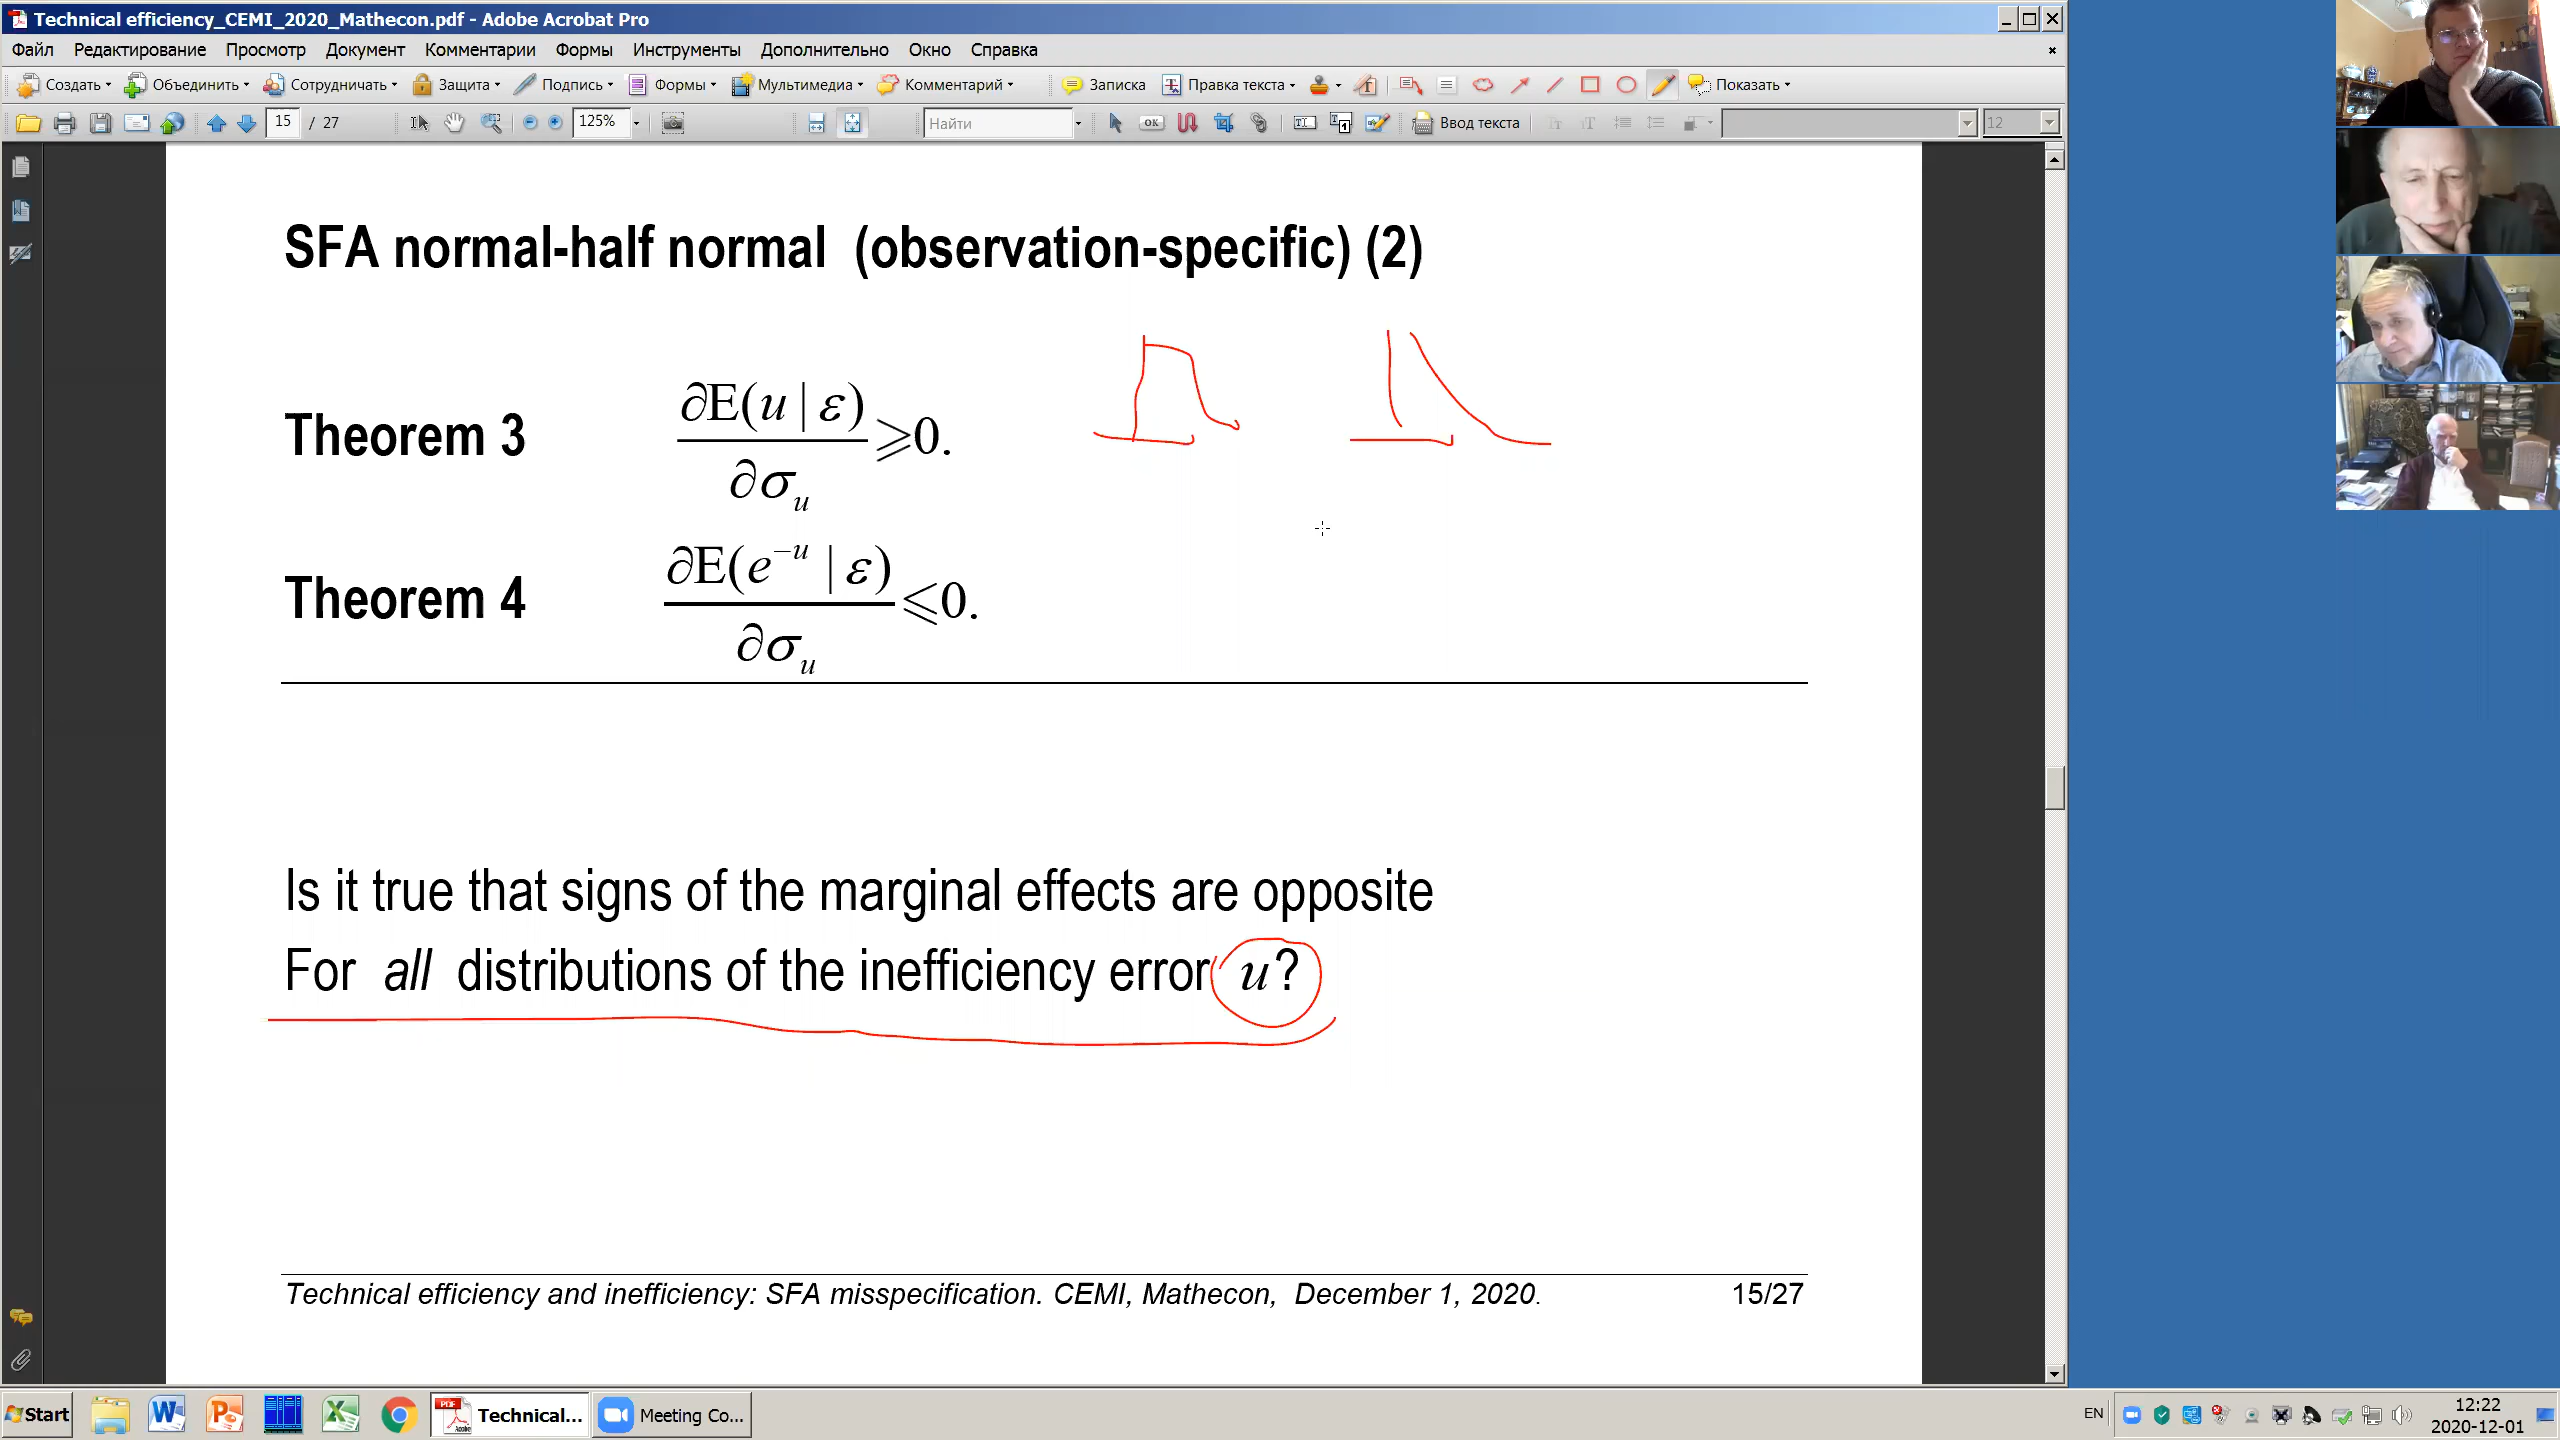 Technical efficiency_CEMI_2020_Mathecon.pdf - Adobe Acrobat Pro
Файл Редактирование Просмотр Документ Комментарии Формы Инструменты Дополнительно Окно Справка
Создать Объединить Сотрудничать Защита Подпись Формы Мультимедиа Комментарий Записка Правка текста Показать
15 / 27 125% Найти OK Ввод текста 12
SFA normal-half normal (observation-specific) (2)
Theorem 3 ∂E(u | ε) / ∂σ_u ⩾ 0.
Theorem 4 ∂E(e^{-u} | ε) / ∂σ_u ⩽ 0.
Is it true that signs of the marginal effects are opposite
For all distributions of the inefficiency error u?
Technical efficiency and inefficiency: SFA misspecification. CEMI, Mathecon, December 1, 2020. 15/27
Start Technical... Meeting Co... EN 12:22
2020-12-01